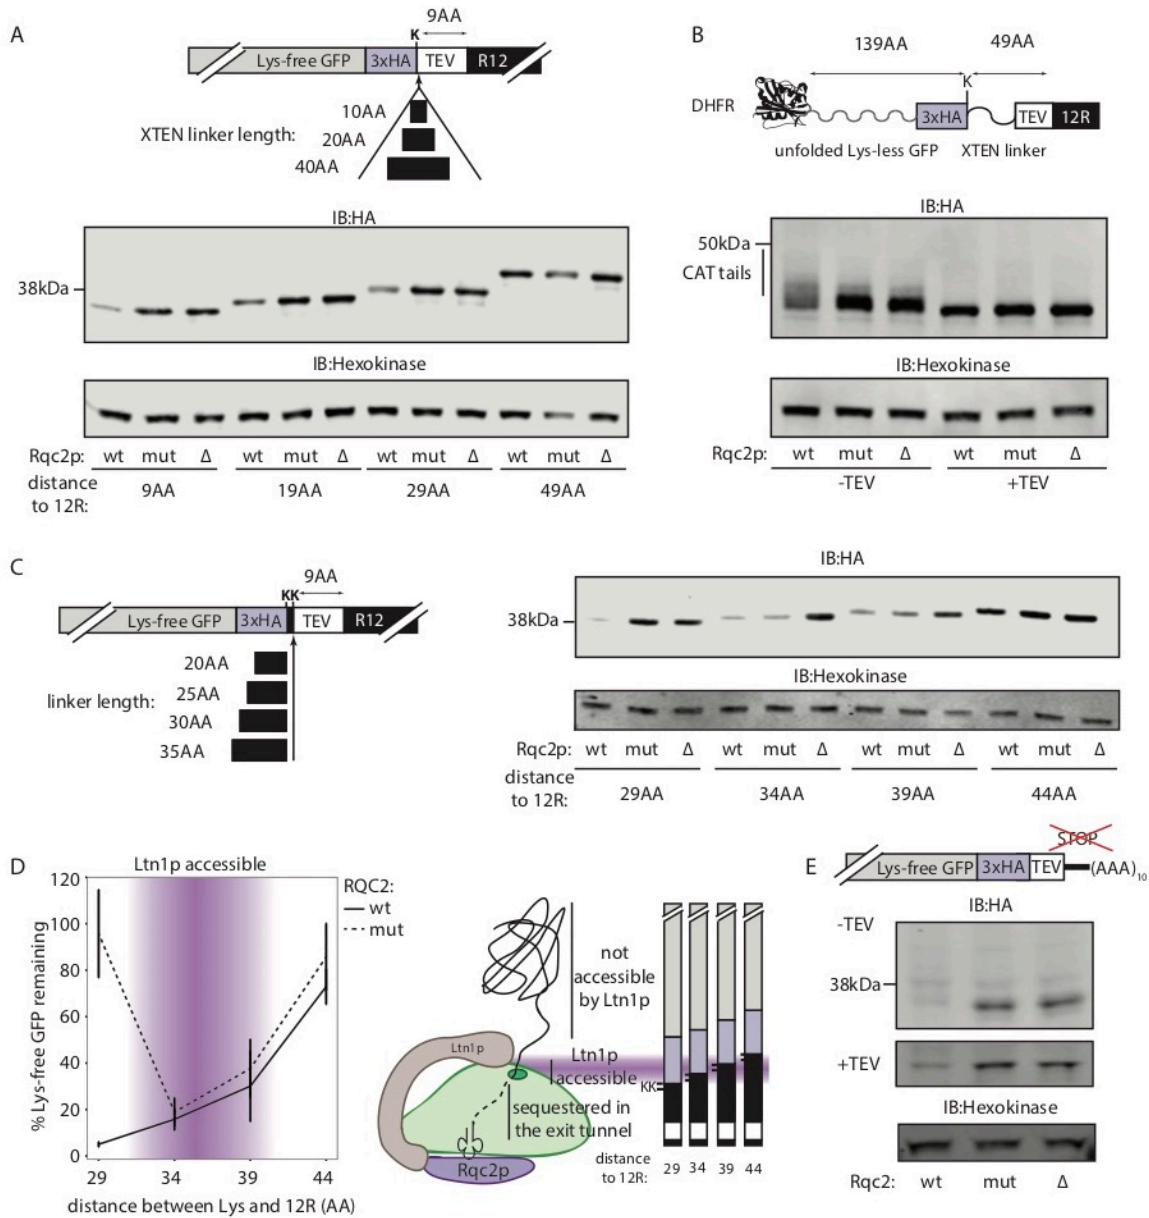 A
9AA
K
Lys-free GFP 3xHA TEV R12
10AA
XTEN linker length: 20AA
40AA
IB:HA
38kDa
IB:Hexokinase
Rqc2p: wt mut Δ wt mut Δ wt mut Δ wt mut Δ
distance to 12R: 9AA 19AA 29AA 49AA
B
139AA 49AA
K
DHFR 3xHA TEV 12R
unfolded Lys-less GFP XTEN linker
IB:HA
50kDa
CAT tails
IB:Hexokinase
Rqc2p: wt mut Δ wt mut Δ
-TEV +TEV
C
9AA
KK
Lys-free GFP 3xHA TEV R12
20AA
linker length: 25AA
30AA
35AA
IB:HA
38kDa
IB:Hexokinase
Rqc2p: wt mut Δ wt mut Δ wt mut Δ wt mut Δ
distance
to 12R: 29AA 34AA 39AA 44AA
D
Ltn1p accessible
RQC2:
wt
mut
% Lys-free GFP remaining
120
100
80
60
40
20
0
29 34 39 44
distance between Lys and 12R (AA)
not
accessible
by Ltn1p
Ltn1p
Ltn1p
accessible
KK
sequestered in
the exit tunnel
Rqc2p
distance
to 12R: 29 34 39 44
E
STOP
Lys-free GFP 3xHA TEV (AAA)10
IB:HA
-TEV
38kDa
+TEV
IB:Hexokinase
Rqc2: wt mut Δ